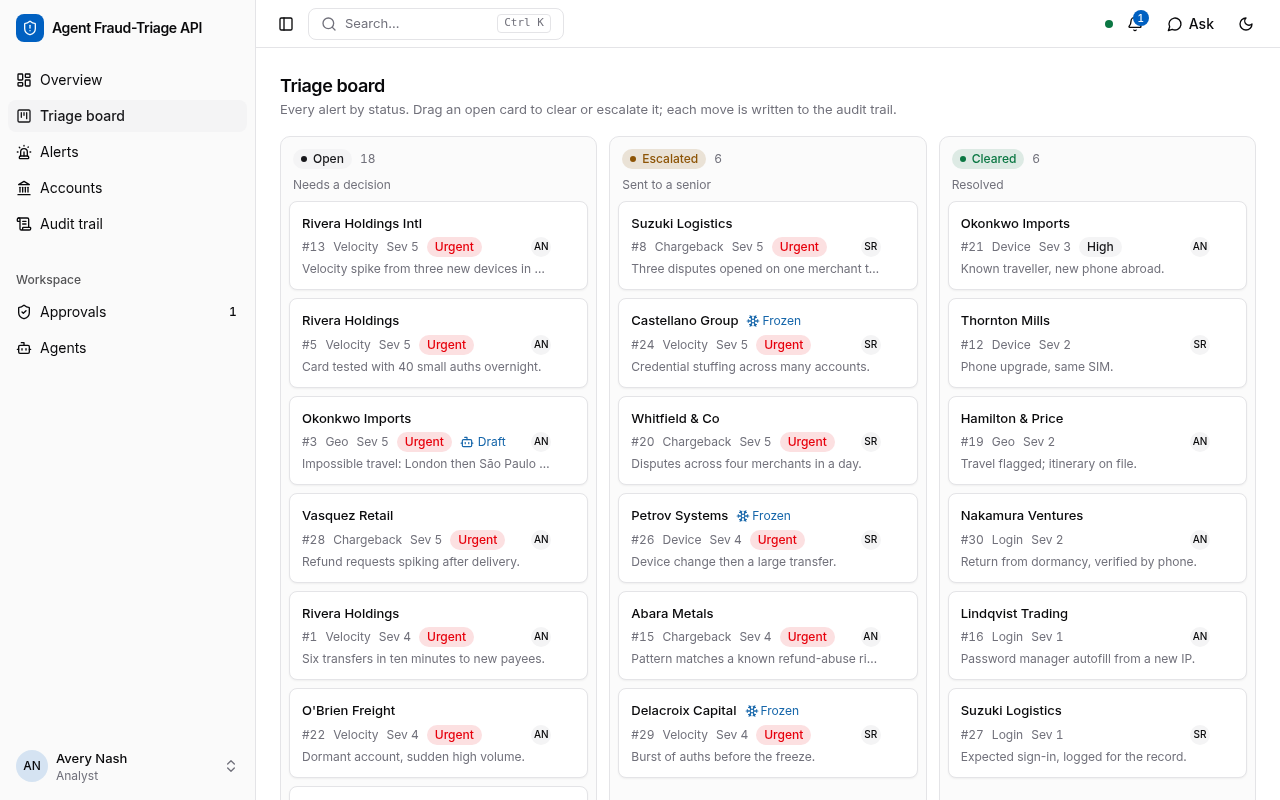 Agent Fraud-Triage API
Search...
Ctrl K
1
Ask
Overview
Triage board
Alerts
Accounts
Audit trail
Workspace
Approvals 1
Agents
AN
Avery Nash
Analyst
Triage board
Every alert by status. Drag an open card to clear or escalate it; each move is written to the audit trail.
Open 18
Needs a decision
Rivera Holdings Intl
#13 Velocity Sev 5 Urgent AN
Velocity spike from three new devices in ...
Rivera Holdings
#5 Velocity Sev 5 Urgent AN
Card tested with 40 small auths overnight.
Okonkwo Imports
#3 Geo Sev 5 Urgent Draft AN
Impossible travel: London then São Paulo ...
Vasquez Retail
#28 Chargeback Sev 5 Urgent AN
Refund requests spiking after delivery.
Rivera Holdings
#1 Velocity Sev 4 Urgent AN
Six transfers in ten minutes to new payees.
O'Brien Freight
#22 Velocity Sev 4 Urgent AN
Dormant account, sudden high volume.
Escalated 6
Sent to a senior
Suzuki Logistics
#8 Chargeback Sev 5 Urgent SR
Three disputes opened on one merchant t...
Castellano Group Frozen
#24 Velocity Sev 5 Urgent SR
Credential stuffing across many accounts.
Whitfield & Co
#20 Chargeback Sev 5 Urgent SR
Disputes across four merchants in a day.
Petrov Systems Frozen
#26 Device Sev 4 Urgent SR
Device change then a large transfer.
Abara Metals
#15 Chargeback Sev 4 Urgent AN
Pattern matches a known refund-abuse ri...
Delacroix Capital Frozen
#29 Velocity Sev 4 Urgent SR
Burst of auths before the freeze.
Cleared 6
Resolved
Okonkwo Imports
#21 Device Sev 3 High AN
Known traveller, new phone abroad.
Thornton Mills
#12 Device Sev 2 SR
Phone upgrade, same SIM.
Hamilton & Price
#19 Geo Sev 2 AN
Travel flagged; itinerary on file.
Nakamura Ventures
#30 Login Sev 2 AN
Return from dormancy, verified by phone.
Lindqvist Trading
#16 Login Sev 1 AN
Password manager autofill from a new IP.
Suzuki Logistics
#27 Login Sev 1 SR
Expected sign-in, logged for the record.